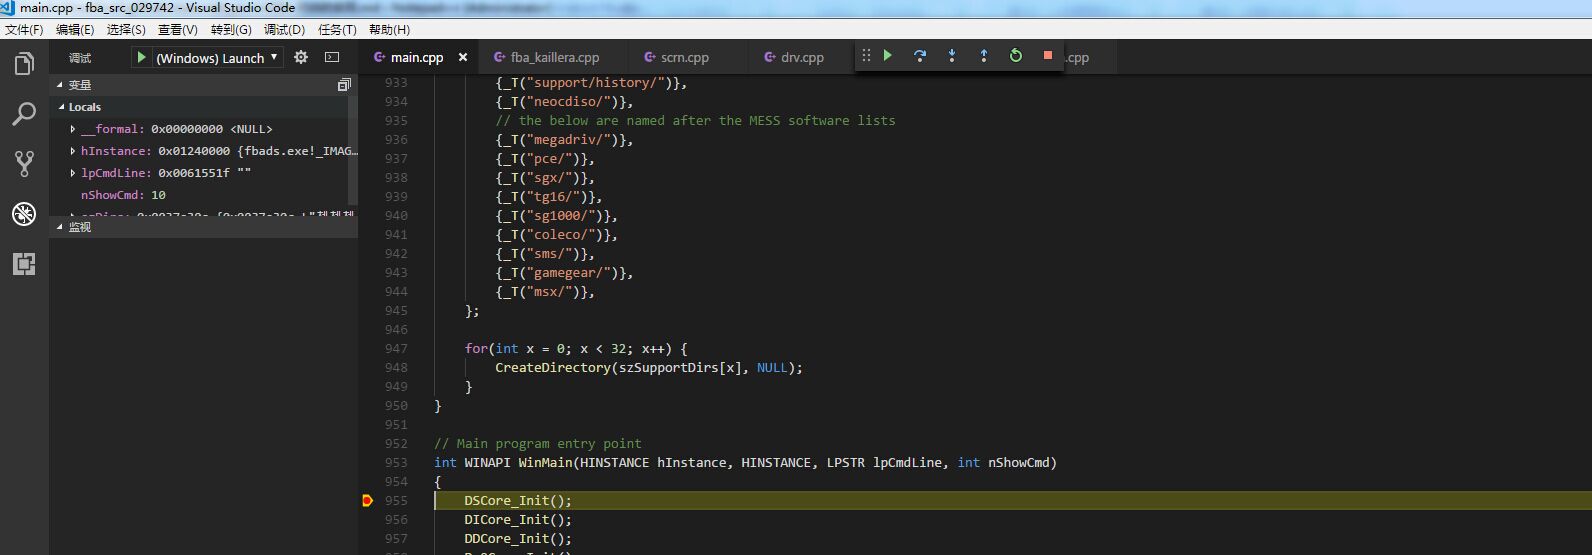 main.cpp - fba_src_029742 - Visual Studio Code
文件(F) 编辑(E) 选择(S) 查看(V) 转到(G) 调试(D) 任务(T) 帮助(H)
调试 (Windows) Launch
main.cpp fba_kaillera.cpp scrn.cpp drv.cpp .cpp
变量
Locals
__formal: 0x00000000 <NULL>
hInstance: 0x01240000 {fbads.exe!_IMAG…
lpCmdLine: 0x0061551f ""
nShowCmd: 10
监视
933 {_T("support/history/")},
934 {_T("neocdiso/")},
935 // the below are named after the MESS software lists
936 {_T("megadriv/")},
937 {_T("pce/")},
938 {_T("sgx/")},
939 {_T("tg16/")},
940 {_T("sg1000/")},
941 {_T("coleco/")},
942 {_T("sms/")},
943 {_T("gamegear/")},
944 {_T("msx/")},
945 };
946
947 for(int x = 0; x < 32; x++) {
948 CreateDirectory(szSupportDirs[x], NULL);
949 }
950 }
951
952 // Main program entry point
953 int WINAPI WinMain(HINSTANCE hInstance, HINSTANCE, LPSTR lpCmdLine, int nShowCmd)
954 {
955 DSCore_Init();
956 DICore_Init();
957 DDCore_Init();